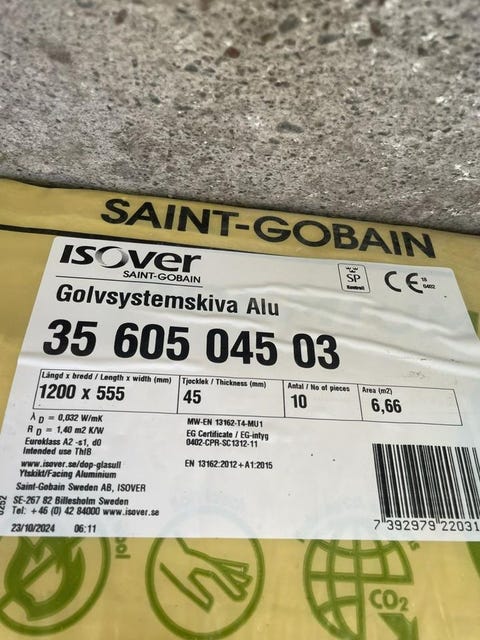 SAINT-GOBAIN
ISOVER
SAINT-GOBAIN
SP
CE 18
0402
Golvsystemskiva Alu
35 605 045 03
Längd x bredd / Length x width (mm)
1200 x 555
Tjocklek / Thickness (mm)
45
Antal / No of pieces
10
Area (m2)
6,66
λ D = 0,032 W/mK
R D = 1,40 m2 K/W
Euroklass A2 -s1, d0
Intended use ThIB
MW-EN 13162-T4-MU1
EG Certificate / EG-intyg
0402-CPR-SC1312-11
EN 13162:2012 + A1:2015
www.isover.se/dop-glasull
Ytskikt/Facing Aluminium
Saint-Gobain Sweden AB, ISOVER
SE-267 82 Billesholm Sweden
Tel: +46 (0) 42 84000 www.isover.se
23/10/2024 06:11
7 392979 22031
0252
CO2